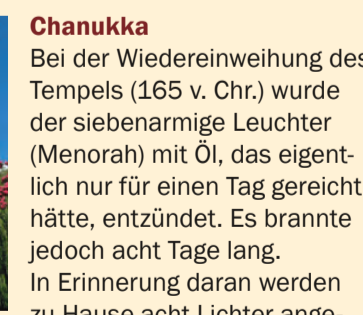 Chanukka
Bei der Wiedereinweihung des
Tempels (165 v. Chr.) wurde
der siebenarmige Leuchter
(Menorah) mit Öl, das eigent-
lich nur für einen Tag gereicht
hätte, entzündet. Es brannte
jedoch acht Tage lang.
In Erinnerung daran werden
zu Hause acht Lichter ange-